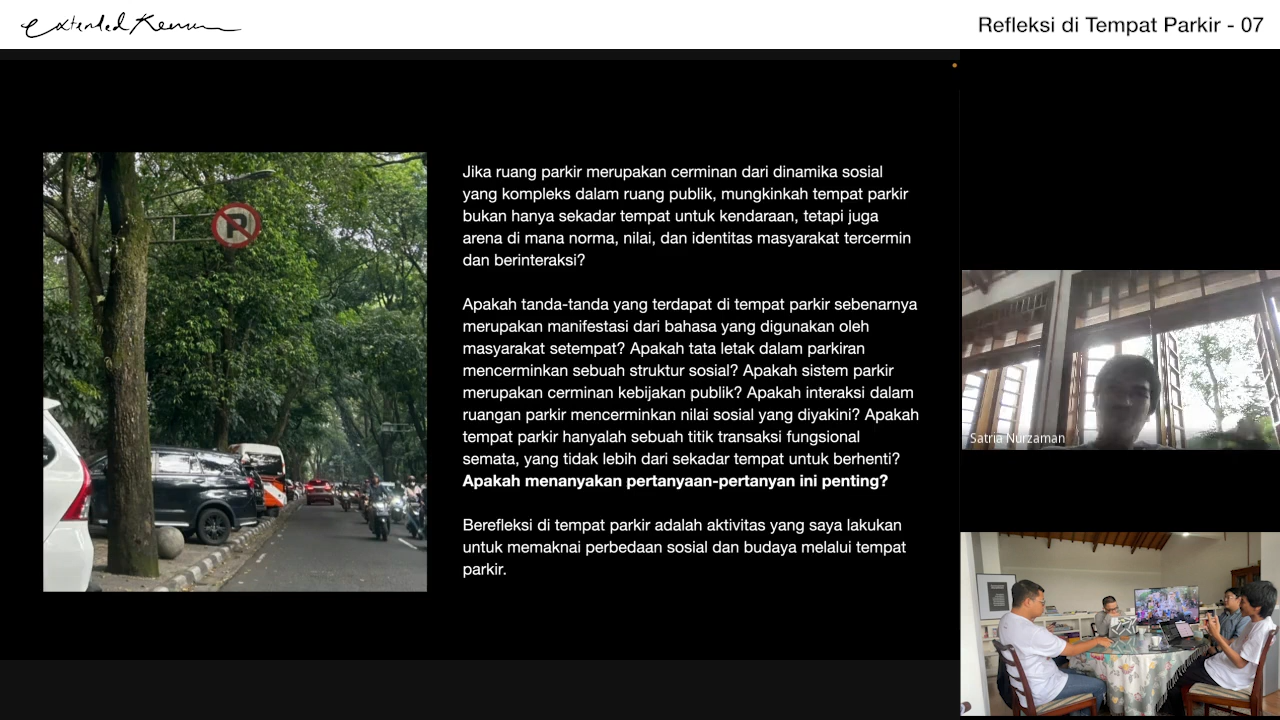 Extended Kenun
Refleksi di Tempat Parkir - 07
P
Jika ruang parkir merupakan cerminan dari dinamika sosial
yang kompleks dalam ruang publik, mungkinkah tempat parkir
bukan hanya sekadar tempat untuk kendaraan, tetapi juga
arena di mana norma, nilai, dan identitas masyarakat tercermin
dan berinteraksi?
Apakah tanda-tanda yang terdapat di tempat parkir sebenarnya
merupakan manifestasi dari bahasa yang digunakan oleh
masyarakat setempat? Apakah tata letak dalam parkiran
mencerminkan sebuah struktur sosial? Apakah sistem parkir
merupakan cerminan kebijakan publik? Apakah interaksi dalam
ruangan parkir mencerminkan nilai sosial yang diyakini? Apakah
tempat parkir hanyalah sebuah titik transaksi fungsional
semata, yang tidak lebih dari sekadar tempat untuk berhenti?
Apakah menanyakan pertanyaan-pertanyan ini penting?
Berefleksi di tempat parkir adalah aktivitas yang saya lakukan
untuk memaknai perbedaan sosial dan budaya melalui tempat
parkir.
Satria Nurzaman